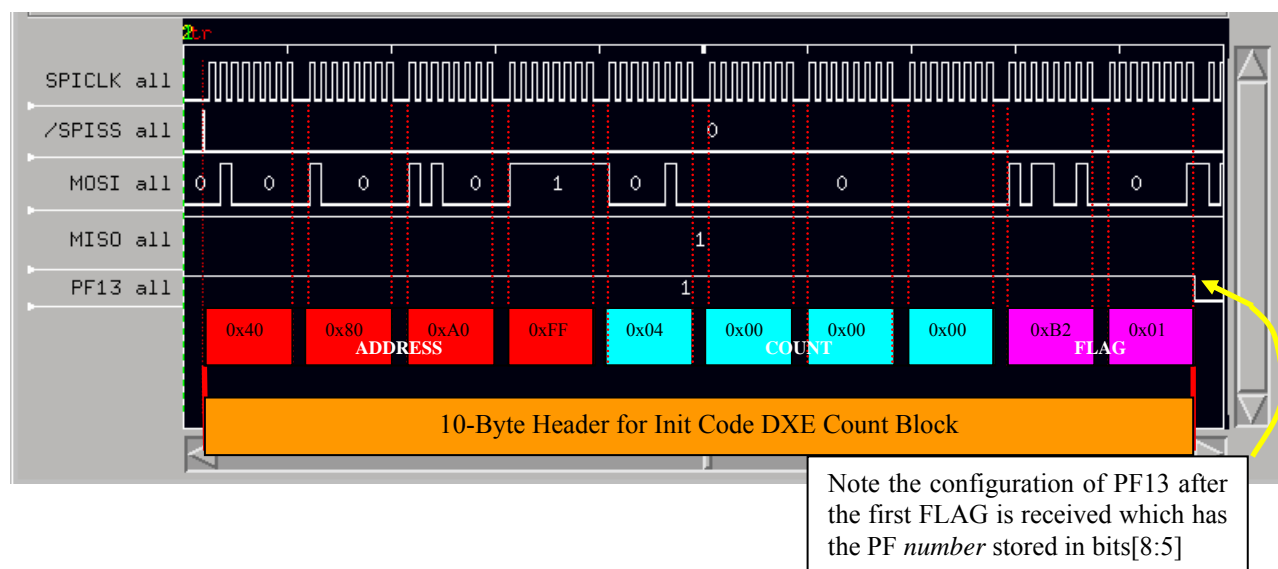 SPICLK all
/SPISS all
0
MOSI all
0 0 0 0 1 0 0 0
MISO all
1
PF13 all
1
0x40 0x80 0xA0 0xFF 0x04 0x00 0x00 0x00 0xB2 0x01
ADDRESS COUNT FLAG
10-Byte Header for Init Code DXE Count Block
Note the configuration of PF13 after
the first FLAG is received which has
the PF number stored in bits[8:5]